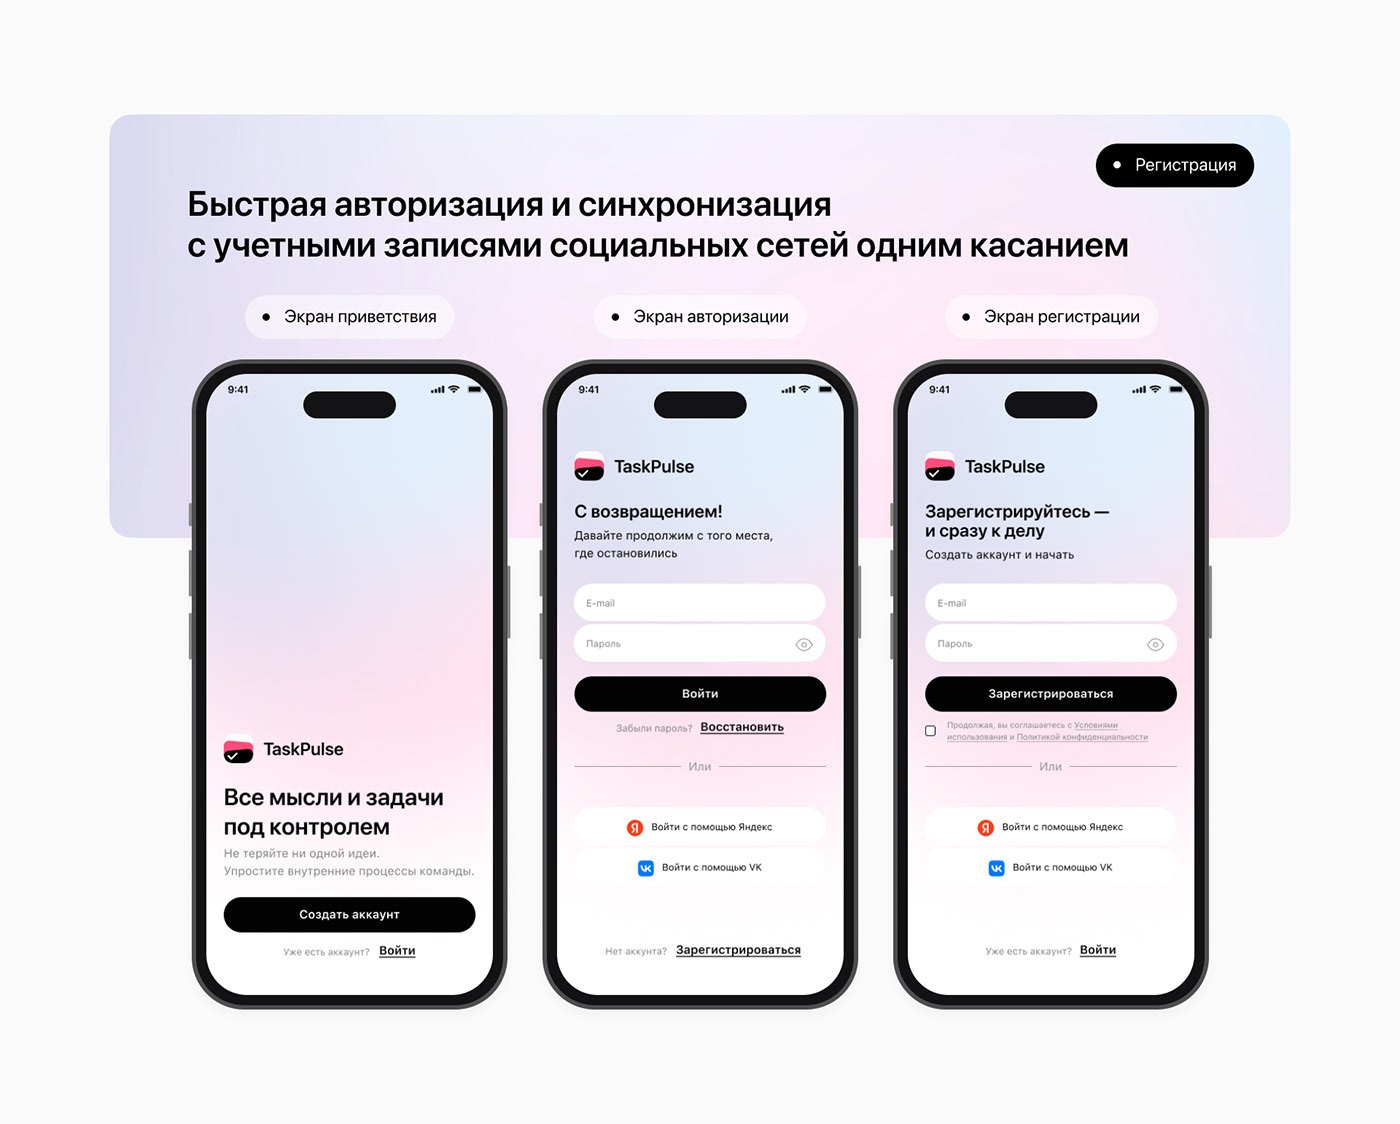 Регистрация
Быстрая авторизация и синхронизация
с учетными записями социальных сетей одним касанием
Экран приветствия
9:41
TaskPulse
Все мысли и задачи
под контролем
Не теряйте ни одной идеи.
Упростите внутренние процессы команды.
Создать аккаунт
Уже есть аккаунт? Войти
Экран авторизации
9:41
TaskPulse
С возвращением!
Давайте продолжим с того места,
где остановились
E-mail
Пароль
Войти
Забыли пароль? Восстановить
Или
Я Войти с помощью Яндекс
VK Войти с помощью VK
Нет аккунта? Зарегистрироваться
Экран регистрации
9:41
TaskPulse
Зарегистрируйтесь —
и сразу к делу
Создать аккаунт и начать
E-mail
Пароль
Зарегистрироваться
Продолжая, вы соглашаетесь с Условиями
использования и Политикой конфиденциальности
Или
Я Войти с помощью Яндекс
VK Войти с помощью VK
Уже есть аккаунт? Войти